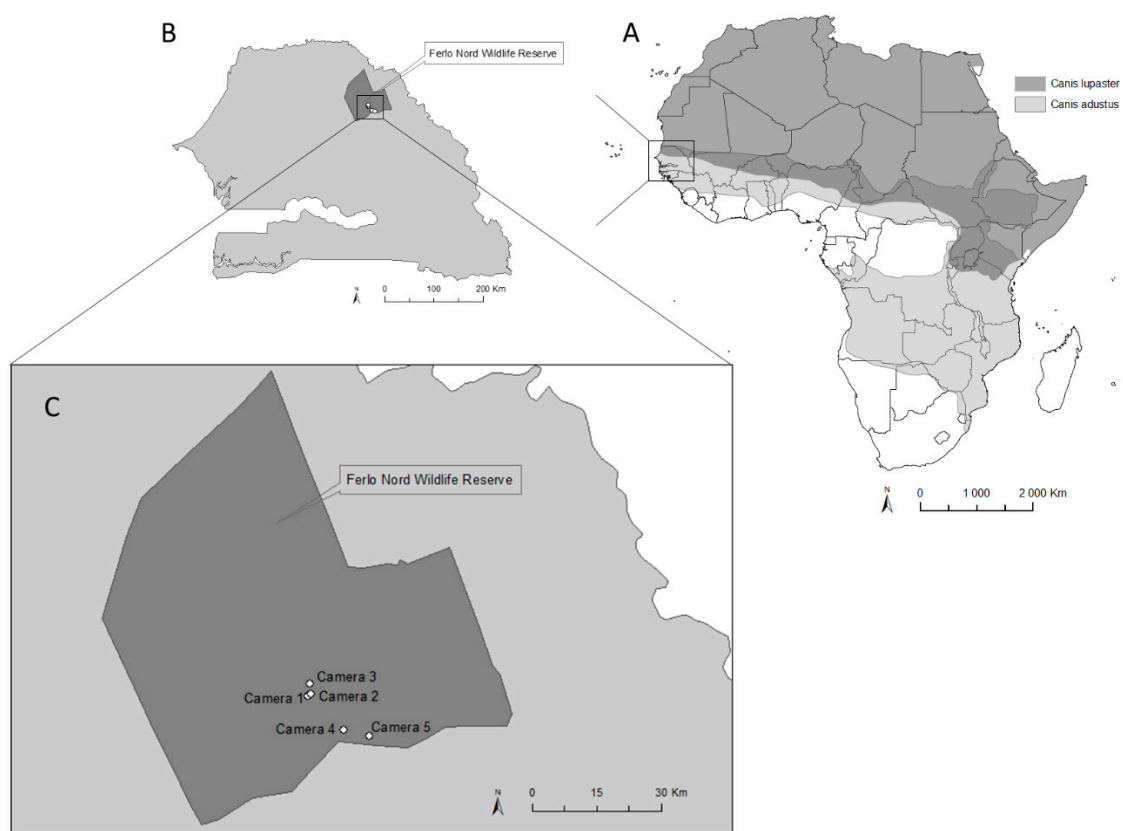 B
Ferlo Nord Wildlife Reserve
N
0 100 200 Km
A
Canis lupaster
Canis adustus
N
0 1 000 2 000 Km
C
Ferlo Nord Wildlife Reserve
Camera 3
Camera 1
Camera 2
Camera 4
Camera 5
N
0 15 30 Km